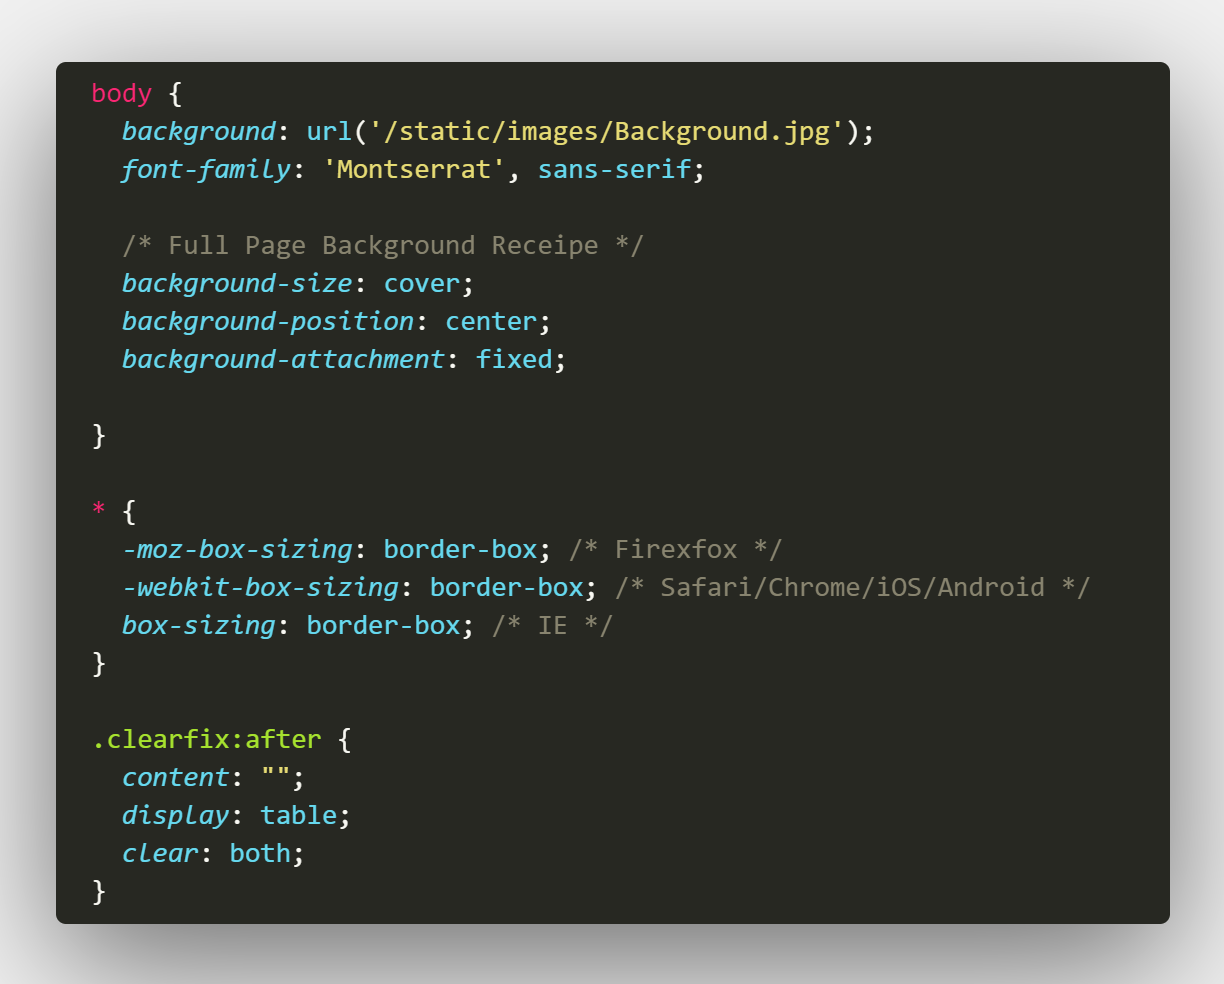 body {
  background: url('/static/images/Background.jpg');
  font-family: 'Montserrat', sans-serif;
  /* Full Page Background Receipe */
  background-size: cover;
  background-position: center;
  background-attachment: fixed;
}
* {
  -moz-box-sizing: border-box; /* Firexfox */
  -webkit-box-sizing: border-box; /* Safari/Chrome/iOS/Android */
  box-sizing: border-box; /* IE */
}
.clearfix:after {
  content: "";
  display: table;
  clear: both;
}